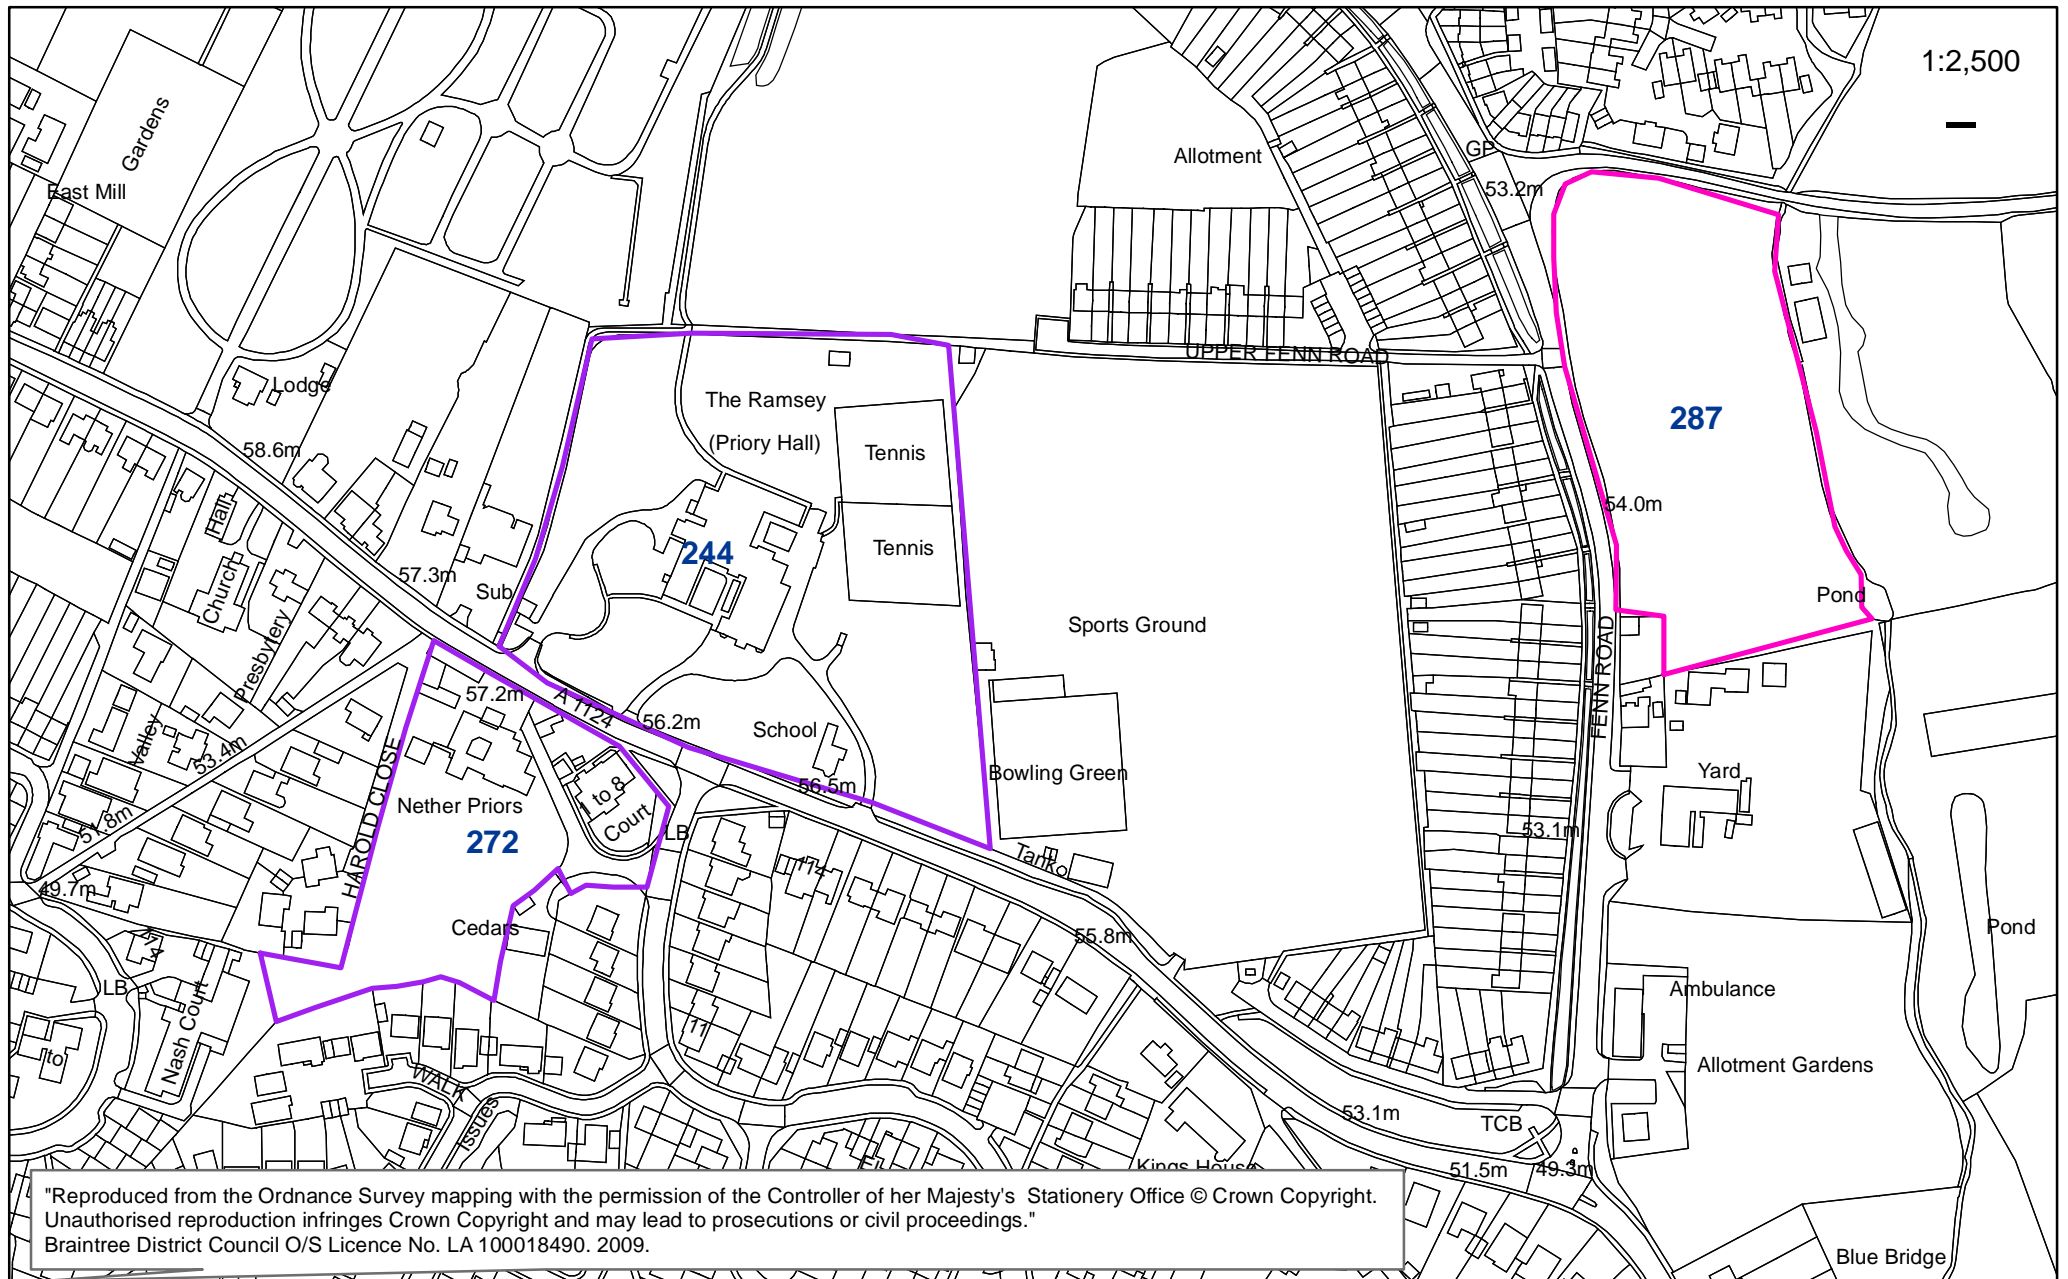 1:2,500
Gardens
East Mill
Allotment
GP
53.2m
UPPER FENN ROAD
Lodge
58.6m
The Ramsey
(Priory Hall)
Tennis
287
Hall
54.0m
244
Tennis
57.3m
Sub
Church
Pond
Sports Ground
Presbytery
FENN ROAD
57.2m
A 1124
56.2m
School
Valley
53.4m
HAROLD CLOSE
Bowling Green
Yard
56.5m
1 to 8
Court
Nether Priors
272
51.8m
LB
53.1m
Tank
114
49.7m
Cedars
55.8m
Pond
174
LB
Nash Court
Ambulance
11
to
Allotment Gardens
WALK
Issues
53.1m
TCB
Kings House
51.5m
49.3m
"Reproduced from the Ordnance Survey mapping with the permission of the Controller of her Majesty's Stationery Office © Crown Copyright.
Unauthorised reproduction infringes Crown Copyright and may lead to prosecutions or civil proceedings."
Braintree District Council O/S Licence No. LA 100018490. 2009.
Blue Bridge